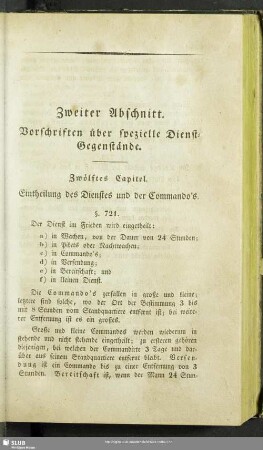 Zweiter Abschnitt.
Vorschriften über spezielle Dienst-
Gegenstände.
Zwölftes Capitel.
Eintheilung des Dienstes und der Commando's.
§. 721.
Der Dienst im Frieden wird eingetheilt:
a) in Wachen, von der Dauer von 24 Stunden;
b) in Pikets oder Nachtwachen;
c) in Commando's;
d) in Versendung;
e) in Bereitschaft; und
f) in kleinen Dienst.
Die Commando's zerfallen in große und kleine;
letztere sind solche, wo der Ort der Bestimmung 3 bis
8 Stunden vom Standquartiere entfernt ist; bei
Entfernung ist es ein großes.
Große und kleine Commandos werden wiederum in
stehende und nicht stehende eingetheilt; zu ersteren gehören
diejenigen, bei welchen der Commandirte 3 Tage und dar-
über aus seinem Standquartiere entfernt bleibt. Versen-
dung ist ein Commando bis zu einer Entfernung von 3
Stunden. Bereitschaft ist, wann der Mann 24 Stun-
SLUB